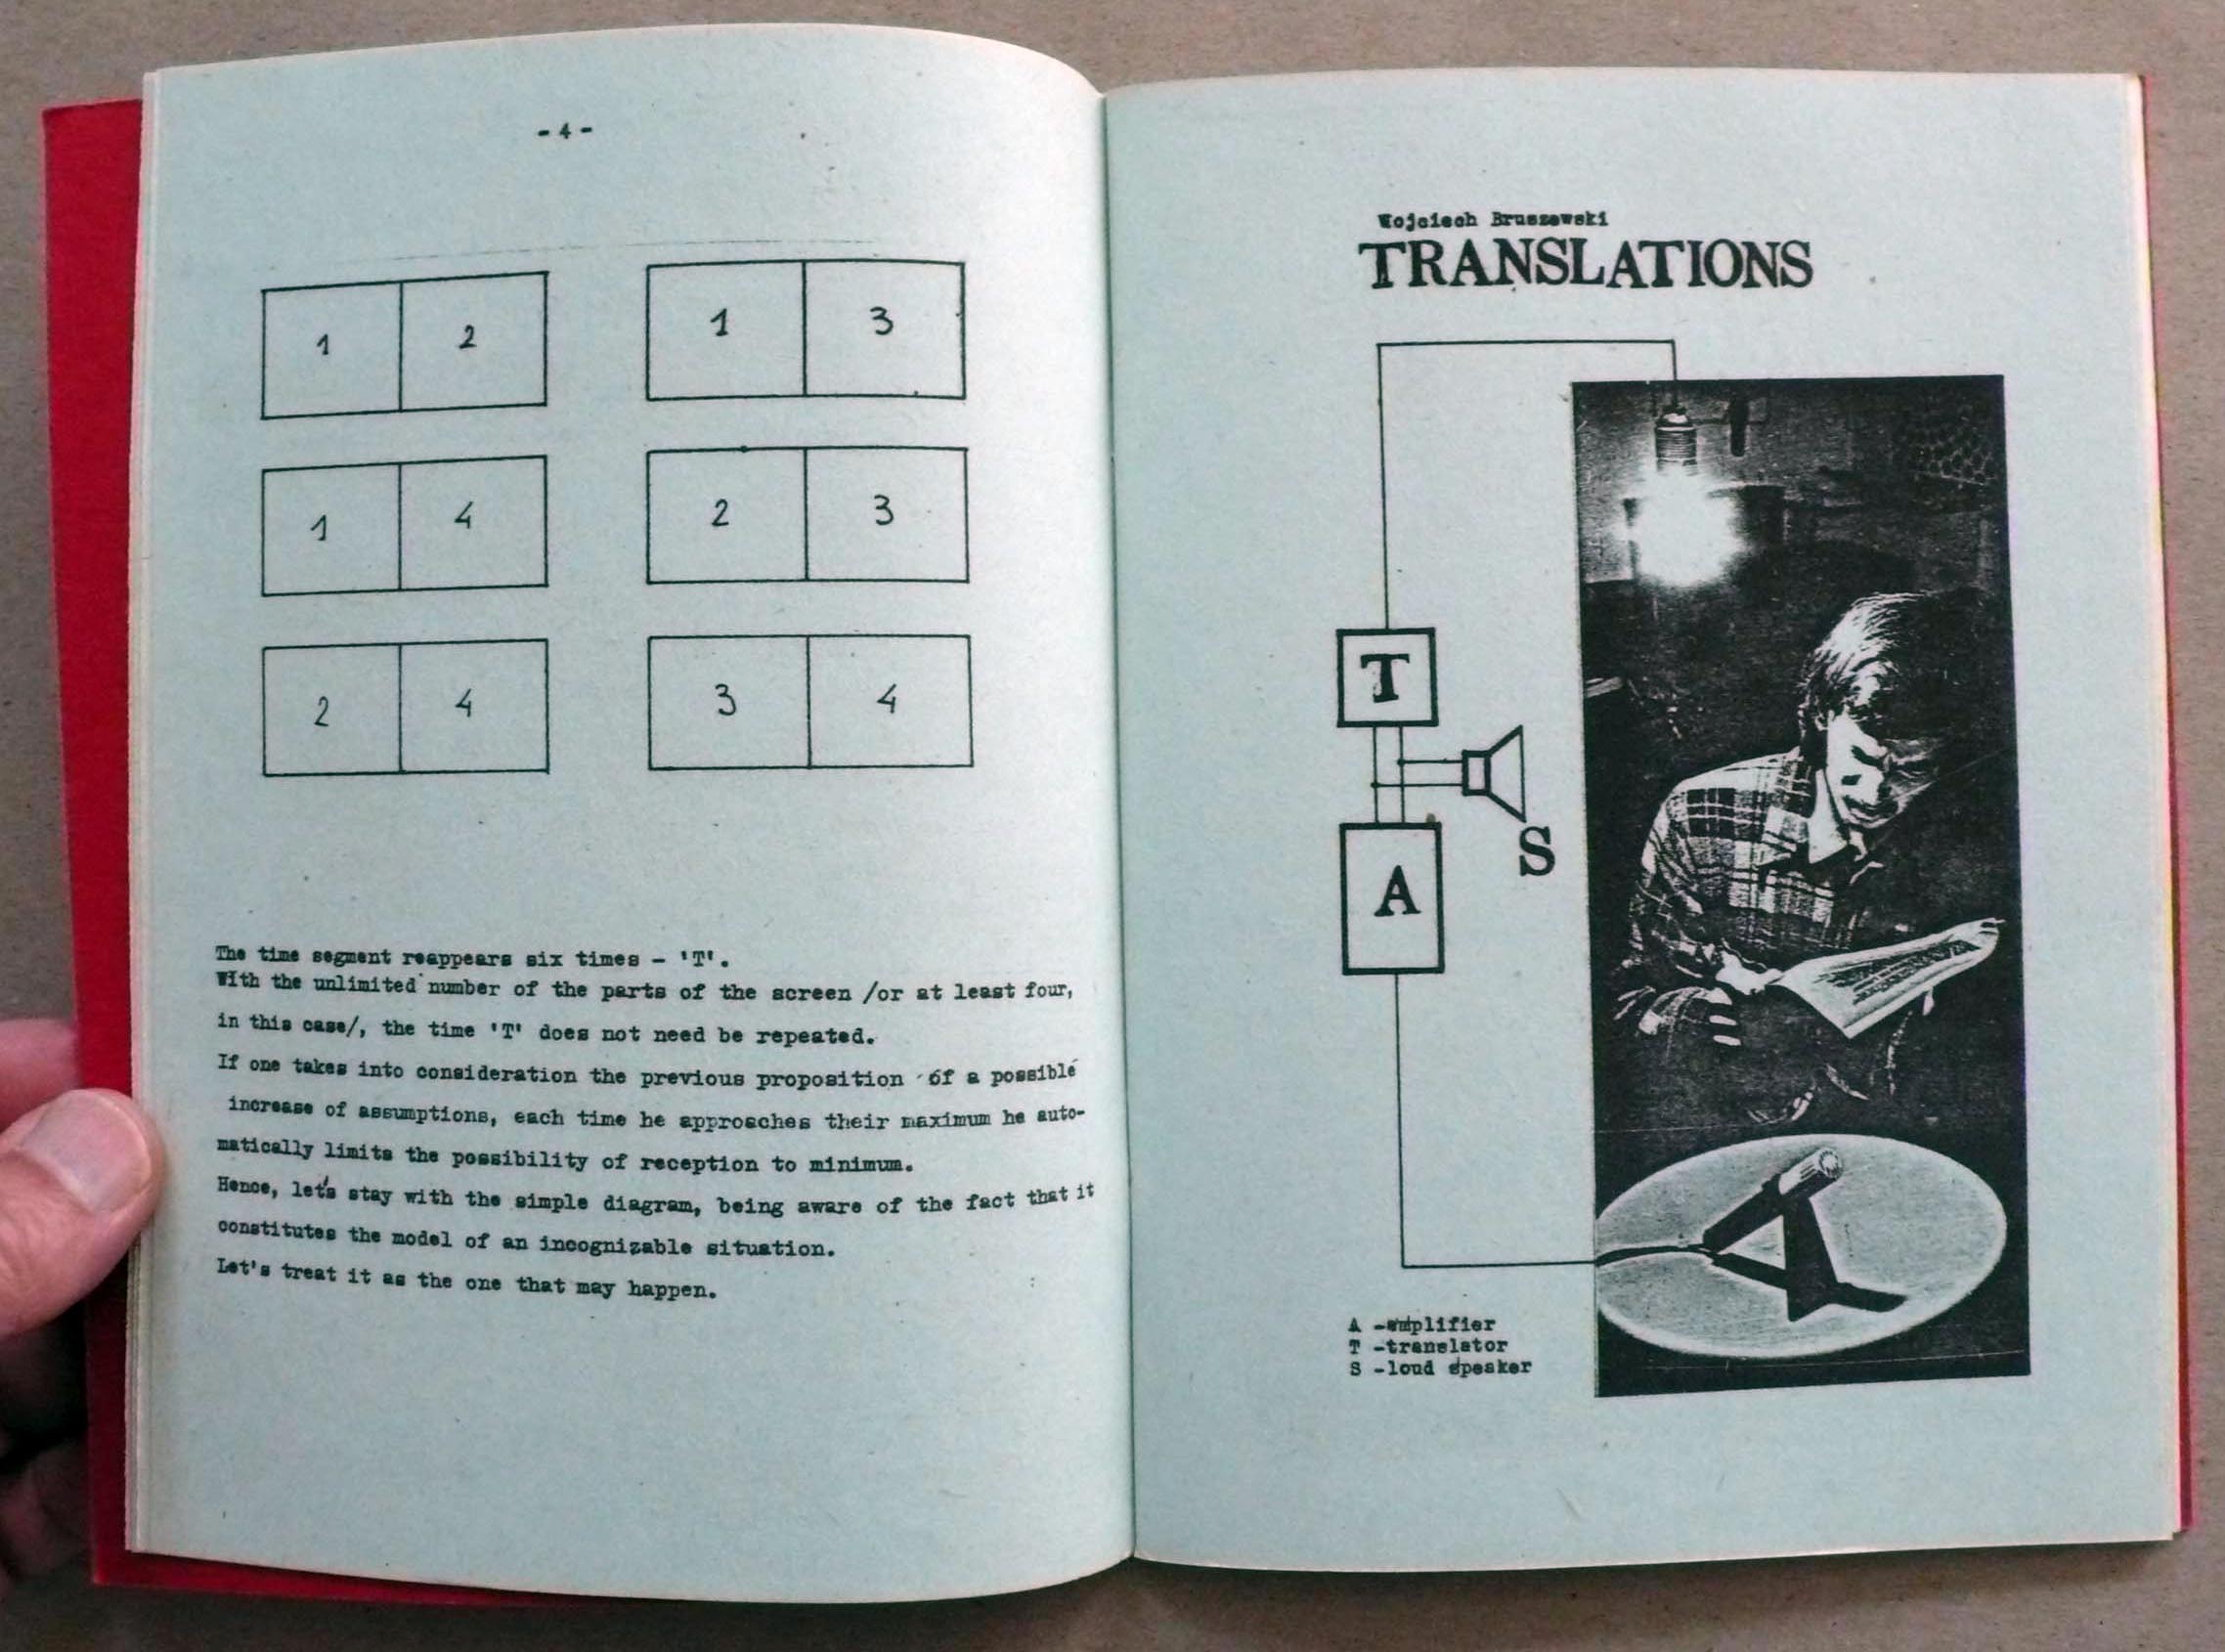 - 4 -
1 2
1 3
1 4
2 3
2 4
3 4
The time segment reappears six times - 'T'.
With the unlimited number of the parts of the screen /or at least four,
in this case/, the time 'T' does not need be repeated.
If one takes into consideration the previous proposition of a possible
increase of assumptions, each time he approaches their maximum he auto-
matically limits the possibility of reception to minimum.
Hence, let's stay with the simple diagram, being aware of the fact that it
constitutes the model of an incognizable situation.
Let's treat it as the one that may happen.
Wojciech Bruszewski
TRANSLATIONS
T
S
A
A -amplifier
T -translator
S -loud speaker